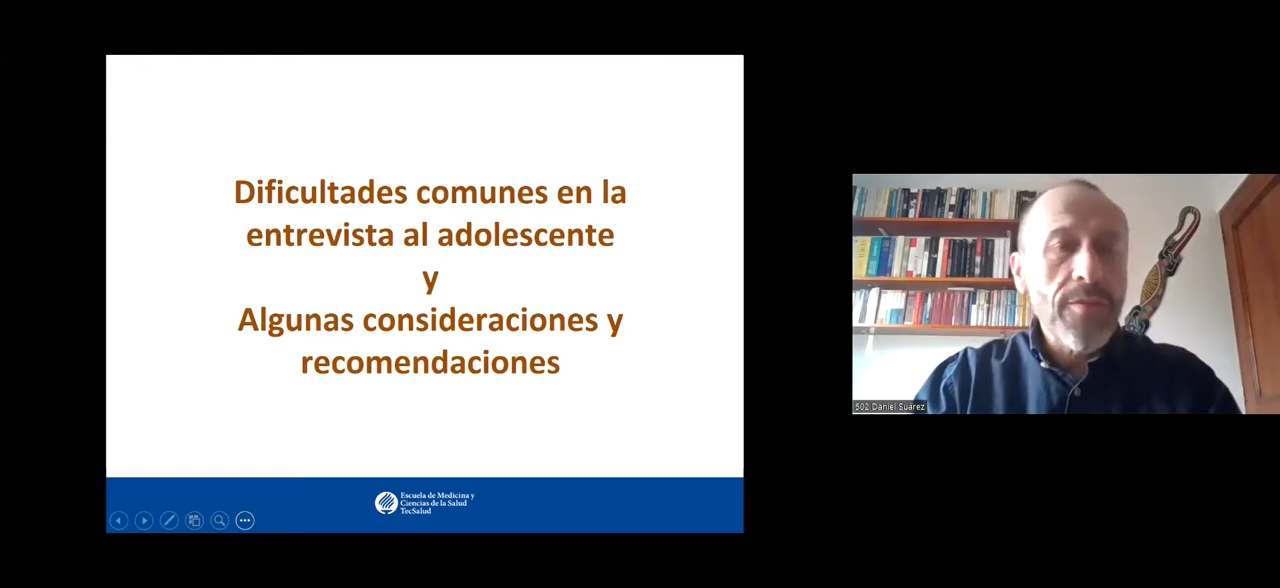 Dificultades comunes en la
entrevista al adolescente
y
Algunas consideraciones y
recomendaciones
Escuela de Medicina y
Ciencias de la Salud
TecSalud
502 Daniel Suárez